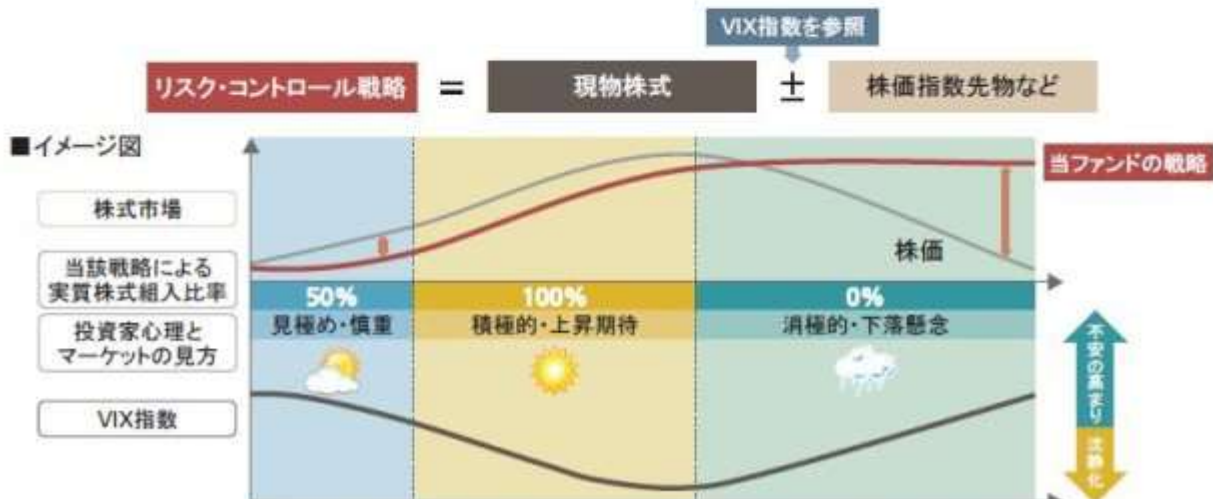 VIX指数を参照
リスク・コントロール戦略 = 現物株式 ± 株価指数先物など
■イメージ図
当ファンドの戦略
株式市場
株価
当該戦略による
実質株式組入比率
50% 100% 0%
投資家心理と
マーケットの見方
見極め・慎重 積極的・上昇期待 消極的・下落懸念
VIX指数
不安の高まり
沈静化